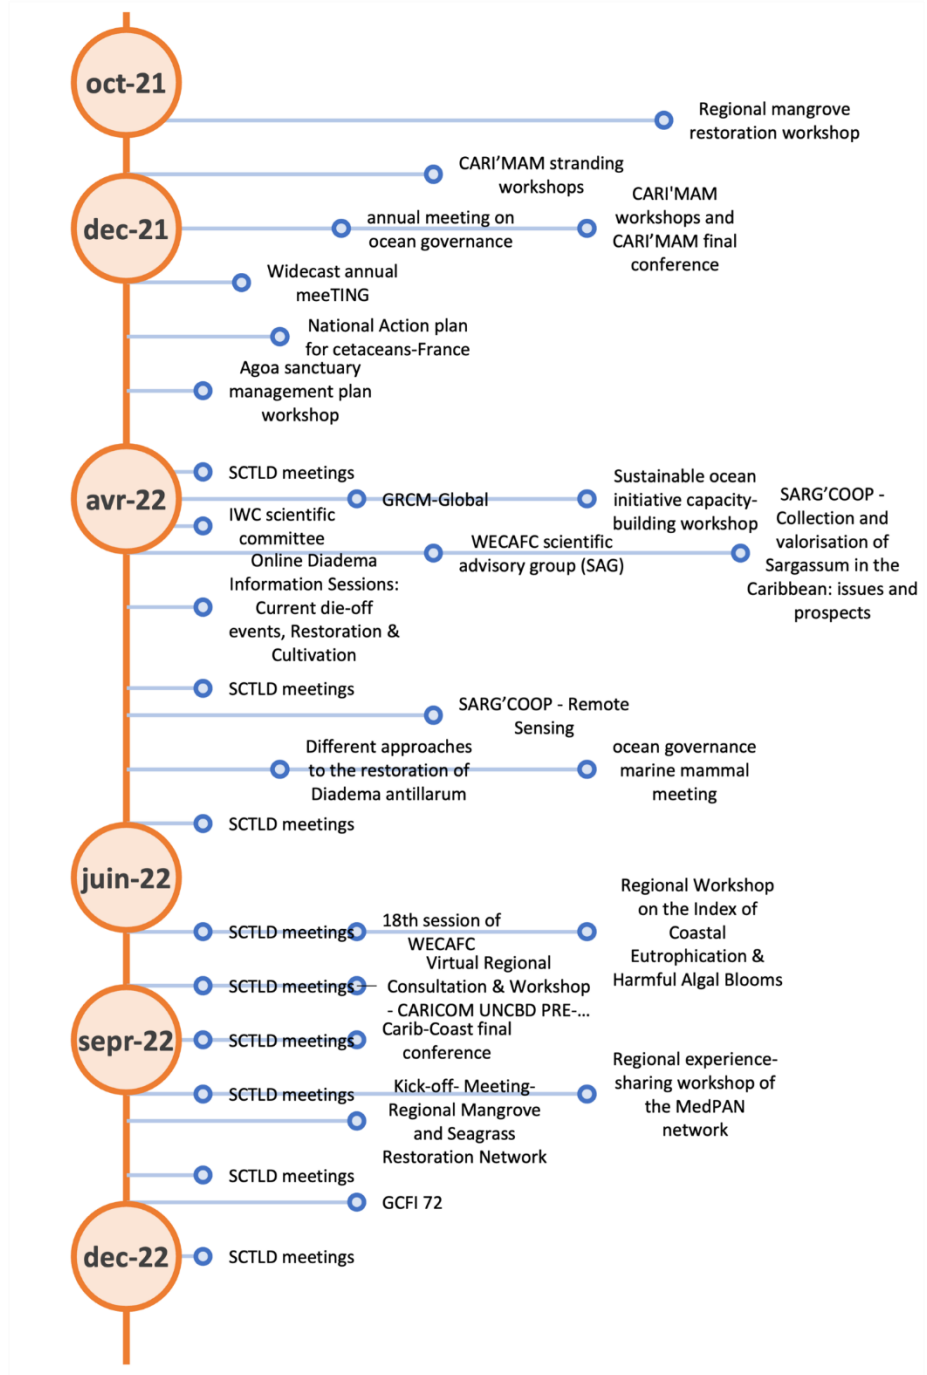 oct-21
Regional mangrove
restoration workshop
CARI’MAM stranding
workshops
dec-21
annual meeting on
ocean governance
CARI'MAM
workshops and
CARI’MAM final
conference
Widecast annual
meeTING
National Action plan
for cetaceans-France
Agoa sanctuary
management plan
workshop
avr-22
SCTLD meetings
GRCM-Global
Sustainable ocean
initiative capacity-
building workshop
IWC scientific
committee
WECAFC scientific
advisory group (SAG)
SARG’COOP -
Collection and
valorisation of
Sargassum in the
Caribbean: issues and
prospects
Online Diadema
Information Sessions:
Current die-off
events, Restoration &
Cultivation
SCTLD meetings
SARG’COOP - Remote
Sensing
Different approaches
to the restoration of
Diadema antillarum
ocean governance
marine mammal
meeting
SCTLD meetings
juin-22
SCTLD meetings
18th session of
WECAFC
Regional Workshop
on the Index of
Coastal
Eutrophication &
Harmful Algal Blooms
SCTLD meetings
Virtual Regional
Consultation & Workshop
- CARICOM UNCBD PRE-...
sepr-22
SCTLD meetings
Carib-Coast final
conference
SCTLD meetings
Regional experience-
sharing workshop of
the MedPAN
network
Kick-off- Meeting-
Regional Mangrove
and Seagrass
Restoration Network
SCTLD meetings
GCFI 72
dec-22
SCTLD meetings